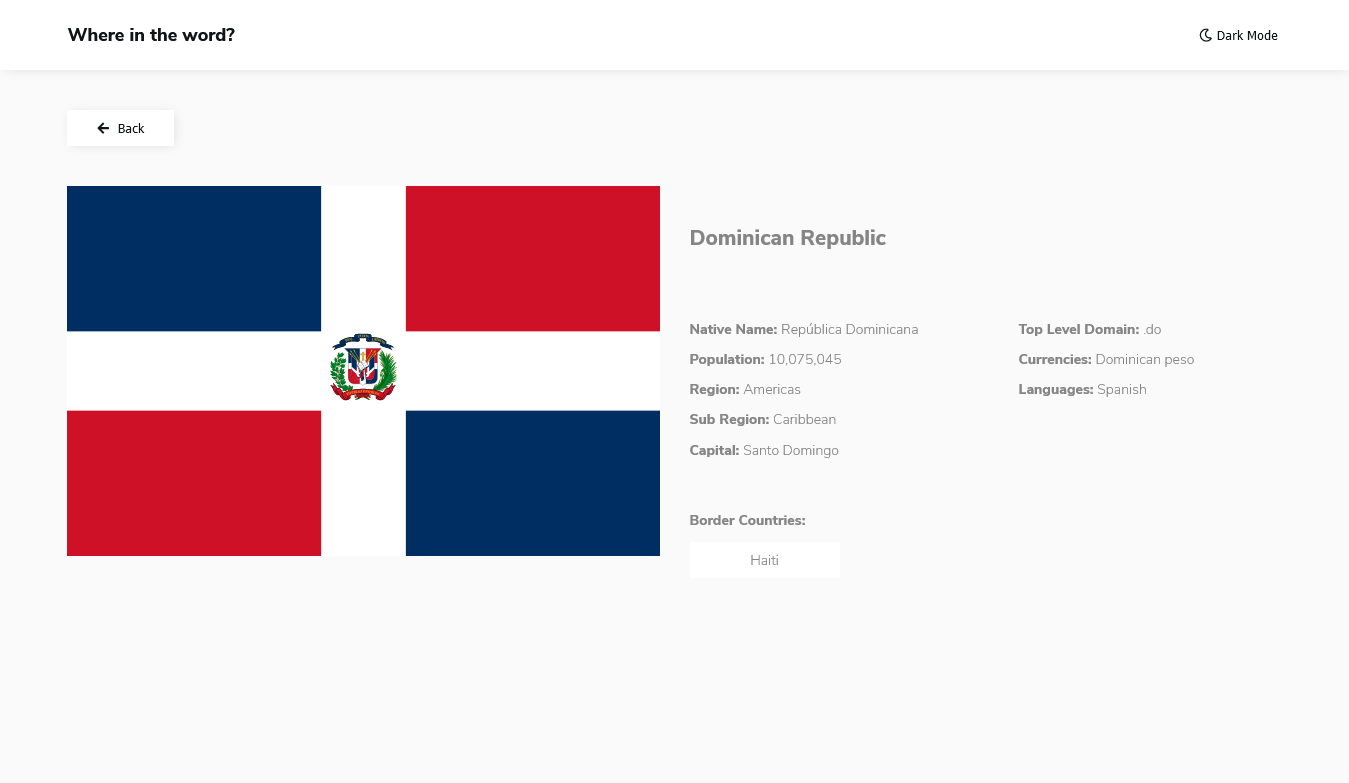 Where in the word?
Dark Mode
Back
Dominican Republic
Native Name: República Dominicana
Population: 10,075,045
Region: Americas
Sub Region: Caribbean
Capital: Santo Domingo
Top Level Domain: .do
Currencies: Dominican peso
Languages: Spanish
Border Countries:
Haiti